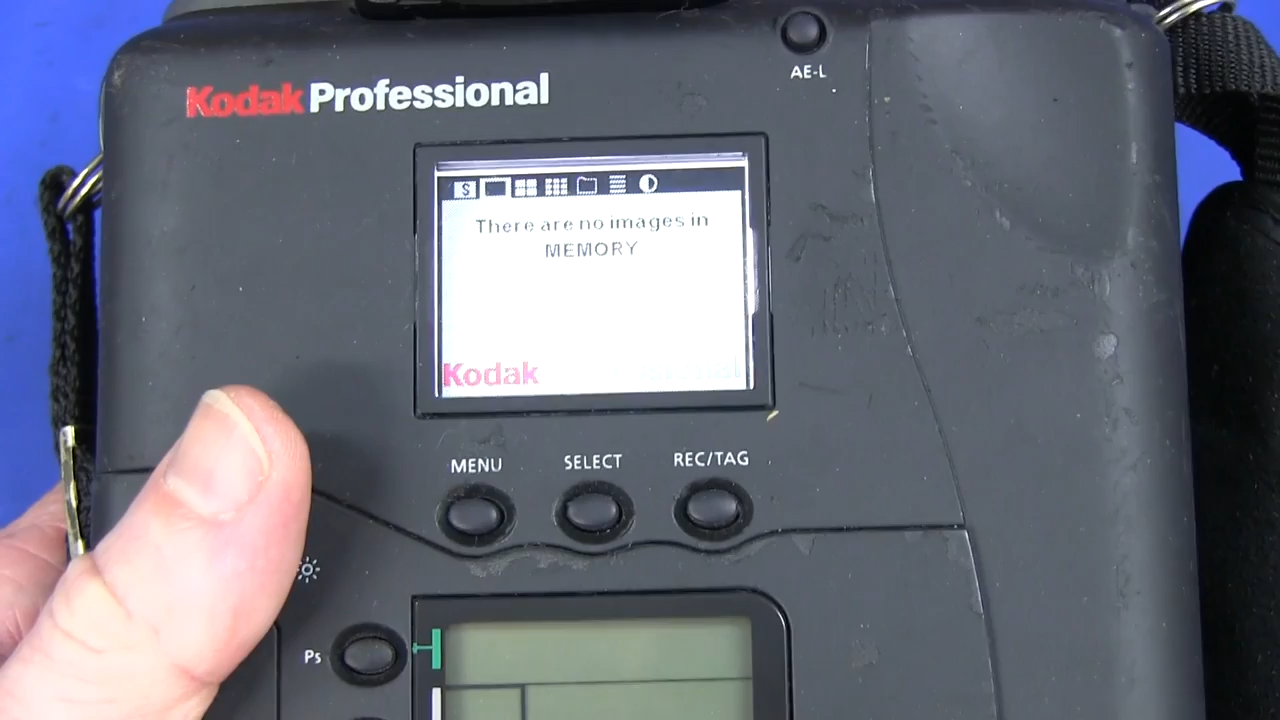 Kodak Professional
AE-L
S
There are no images in
MEMORY
Kodak
MENU SELECT REC/TAG
Ps